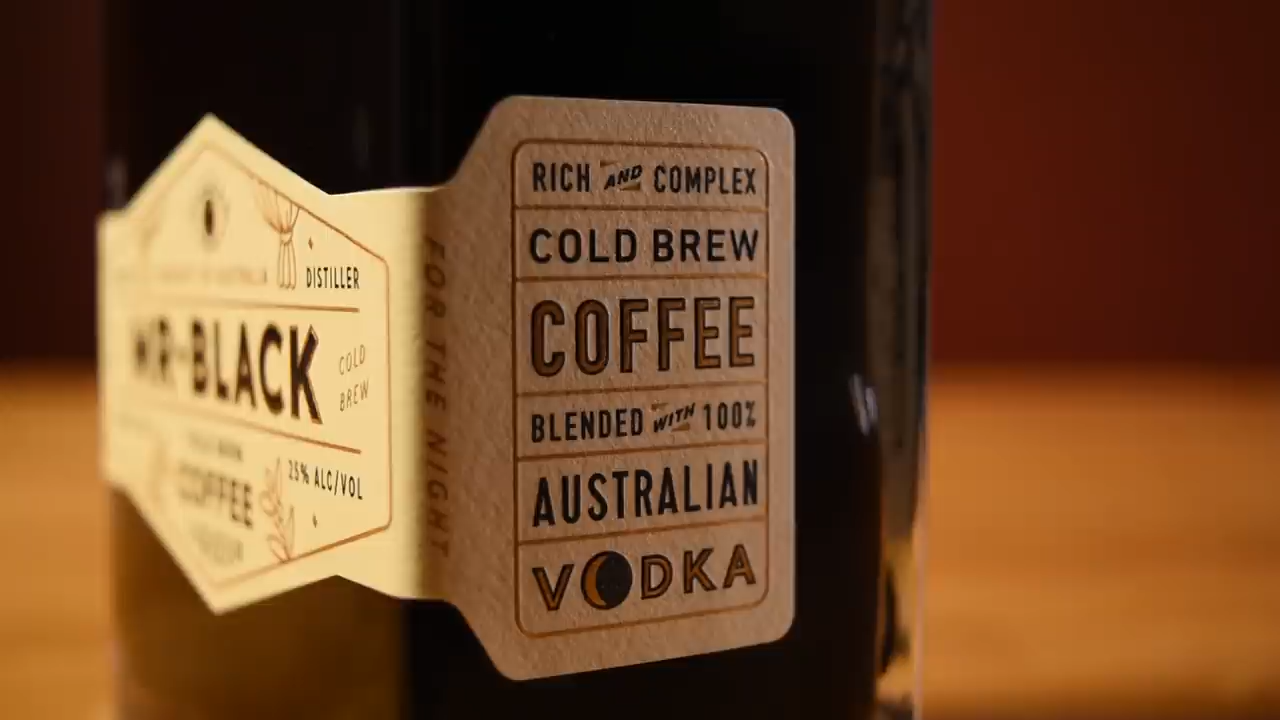 DISTILLER
MR-BLACK
COLD
BREW
COFFEE
25% ALC/VOL
FOR THE NIGHT
RICH AND COMPLEX
COLD BREW
COFFEE
BLENDED WITH 100%
AUSTRALIAN
VODKA